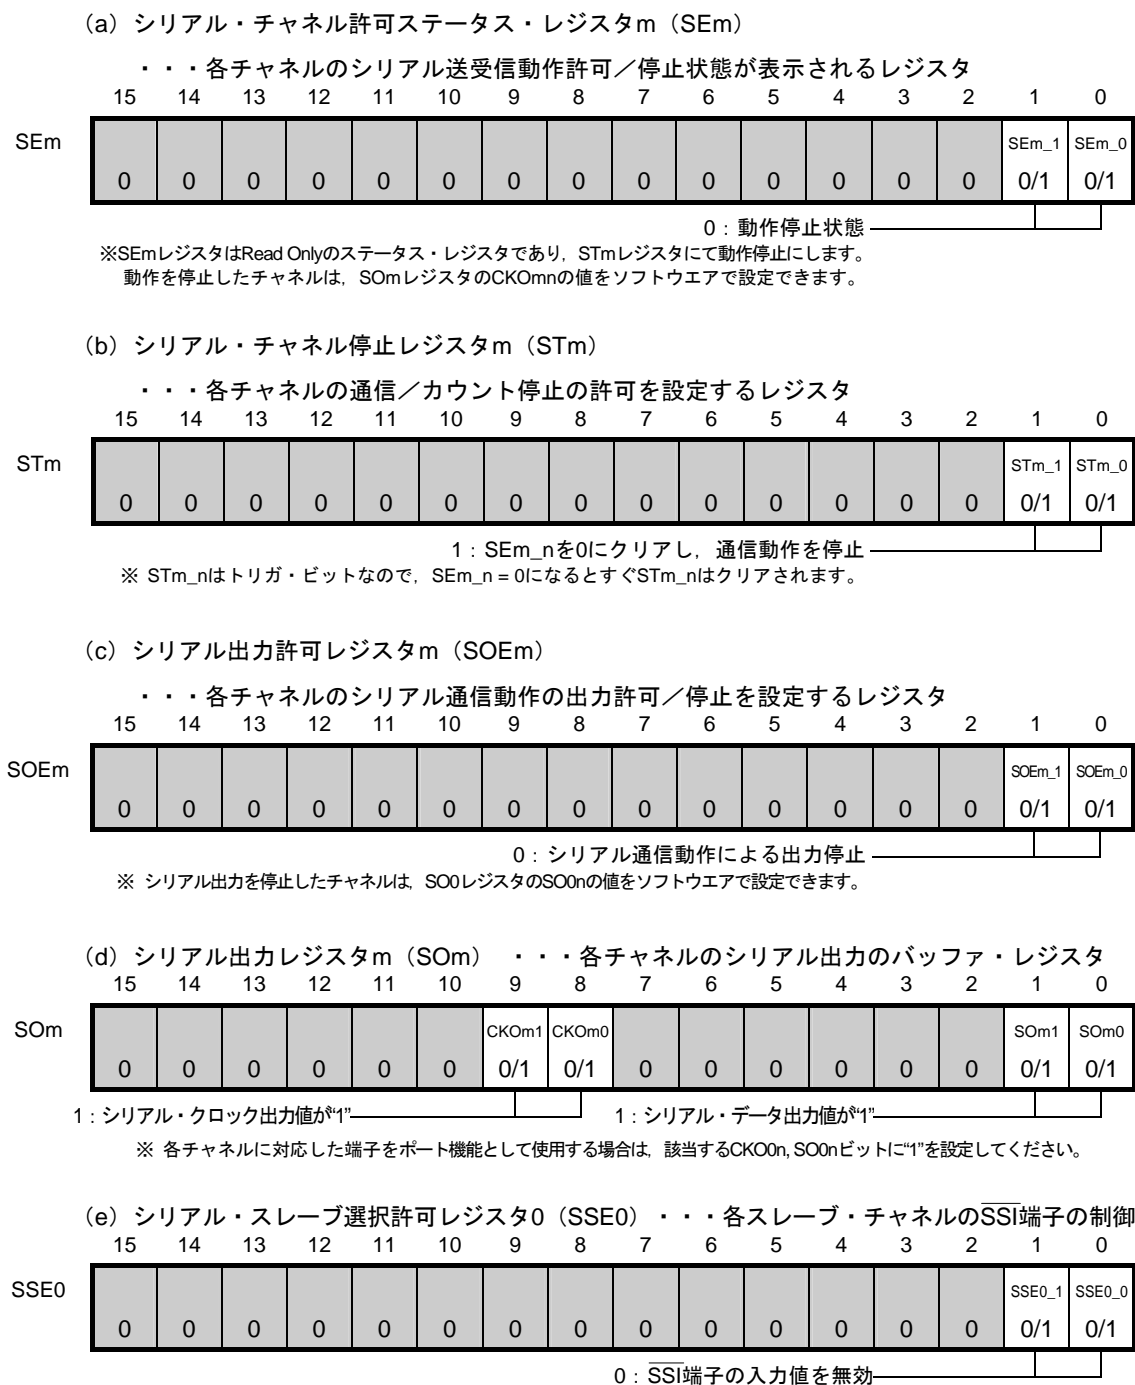 (a) シリアル・チャネル許可ステータス・レジスタm（SEm）
・・・各チャネルのシリアル送受信動作許可／停止状態が表示されるレジスタ
15 14 13 12 11 10 9 8 7 6 5 4 3 2 1 0
SEm SEm_1 SEm_0
0 0 0 0 0 0 0 0 0 0 0 0 0 0 0/1 0/1
0：動作停止状態
※SEmレジスタはRead Onlyのステータス・レジスタであり，STmレジスタにて動作停止にします。
動作を停止したチャネルは，SOmレジスタのCKOmnの値をソフトウエアで設定できます。
(b) シリアル・チャネル停止レジスタm（STm）
・・・各チャネルの通信／カウント停止の許可を設定するレジスタ
15 14 13 12 11 10 9 8 7 6 5 4 3 2 1 0
STm STm_1 STm_0
0 0 0 0 0 0 0 0 0 0 0 0 0 0 0/1 0/1
1：SEm_nを0にクリアし，通信動作を停止
※ STm_nはトリガ・ビットなので，SEm_n = 0になるとすぐSTm_nはクリアされます。
(c) シリアル出力許可レジスタm（SOEm）
・・・各チャネルのシリアル通信動作の出力許可／停止を設定するレジスタ
15 14 13 12 11 10 9 8 7 6 5 4 3 2 1 0
SOEm SOEm_1 SOEm_0
0 0 0 0 0 0 0 0 0 0 0 0 0 0 0/1 0/1
0：シリアル通信動作による出力停止
※ シリアル出力を停止したチャネルは，SO0レジスタのSO0nの値をソフトウエアで設定できます。
(d) シリアル出力レジスタm（SOm） ・・・各チャネルのシリアル出力のバッファ・レジスタ
15 14 13 12 11 10 9 8 7 6 5 4 3 2 1 0
SOm CKOm1 CKOm0 SOm1 SOm0
0 0 0 0 0 0 0/1 0/1 0 0 0 0 0 0 0/1 0/1
1：シリアル・クロック出力値が“1” 1：シリアル・データ出力値が“1”
※ 各チャネルに対応した端子をポート機能として使用する場合は，該当するCKO0n, SO0nビットに“1”を設定してください。
(e) シリアル・スレーブ選択許可レジスタ0（SSE0）・・・各スレーブ・チャネルのSSI端子の制御
15 14 13 12 11 10 9 8 7 6 5 4 3 2 1 0
SSE0 SSE0_1 SSE0_0
0 0 0 0 0 0 0 0 0 0 0 0 0 0 0/1 0/1
0：SSI端子の入力値を無効